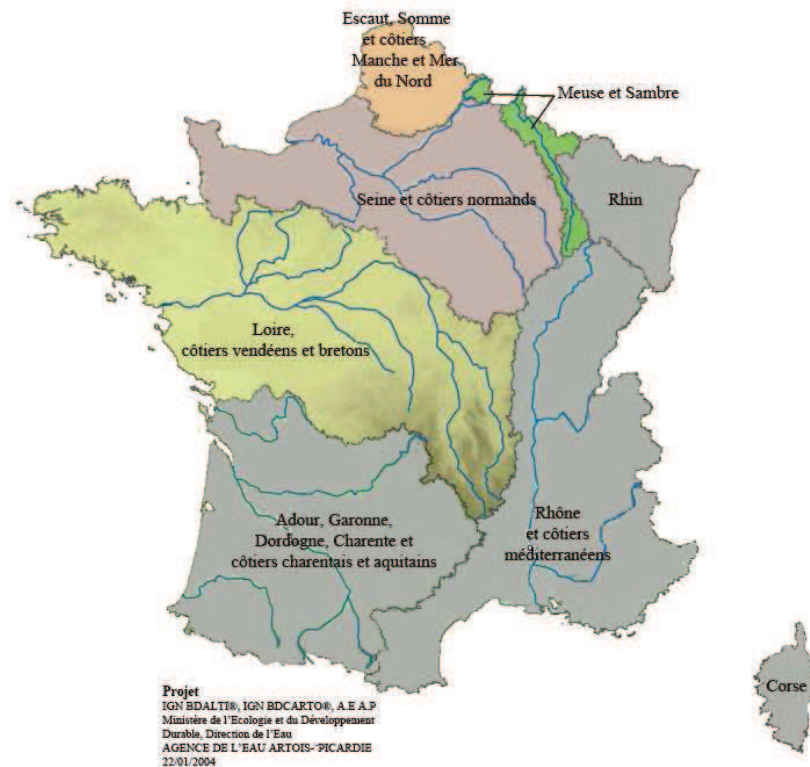 Escaut, Somme
et côtiers
Manche et Mer
du Nord
Meuse et Sambre
Seine et côtiers normands
Rhin
Loire,
côtiers vendéens et bretons
Adour, Garonne,
Dordogne, Charente et
côtiers charentais et aquitains
Rhône
et côtiers
méditerranéens
Corse
Projet
IGN BDALTI®, IGN BDCARTO®, A.E A.P
Ministère de l'Ecologie et du Développement
Durable, Direction de l'Eau
AGENCE DE L'EAU ARTOIS-PICARDIE
22/01/2004